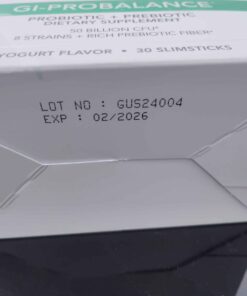 GI-PROBALANCE
PROBIOTIC + PREBIOTIC
DIETARY SUPPLEMENT
50 BILLION CFU
8 STRAINS + RICH PREBIOTIC FIBER
YOGURT FLAVOR • 30 SLIMSTICKS
LOT NO : GUS24004
EXP : 02/2026